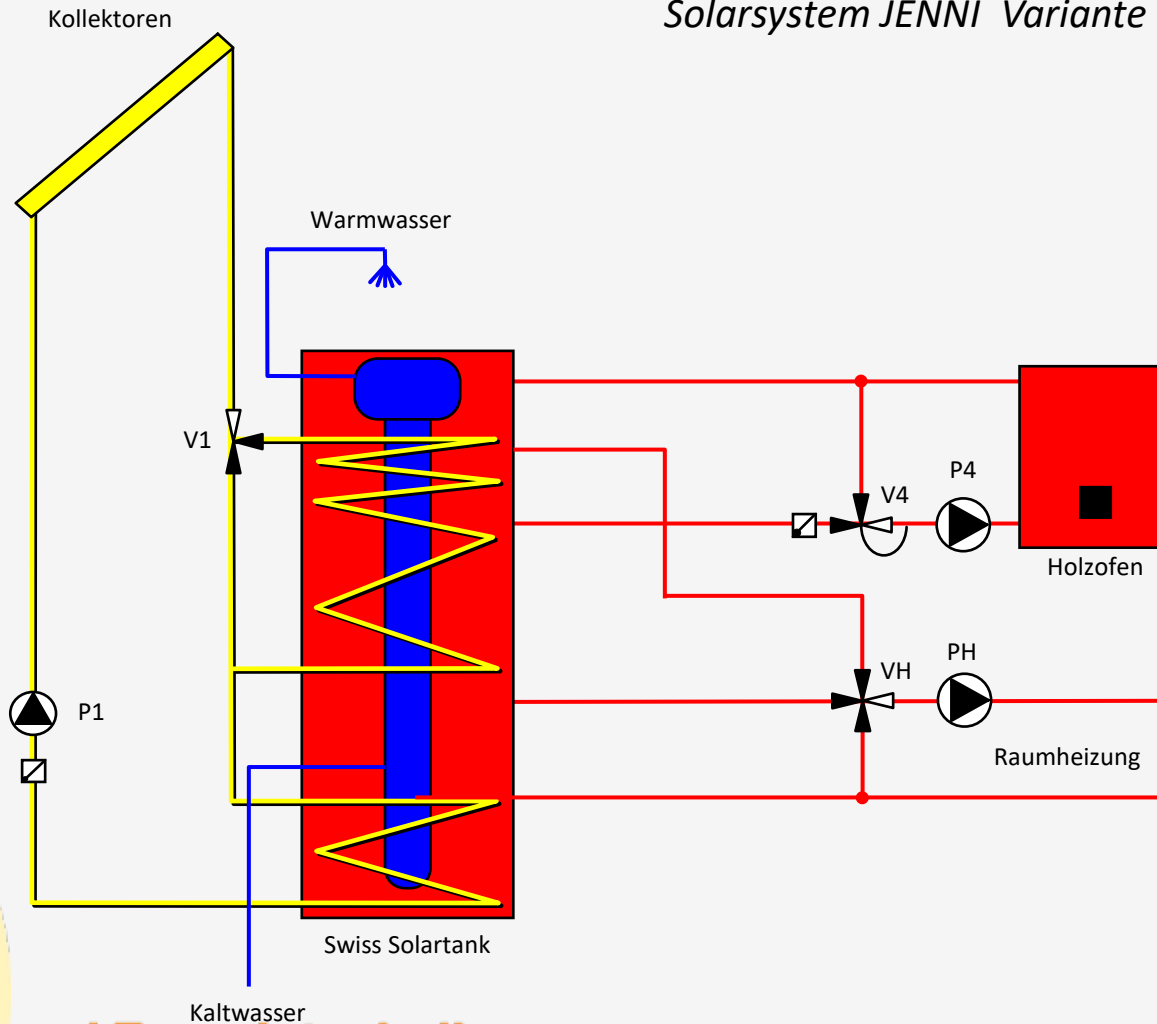 Solarsystem JENNI Variante
Kollektoren
Warmwasser
V1
V4
P4
Holzofen
VH
PH
P1
Raumheizung
Swiss Solartank
Kaltwasser